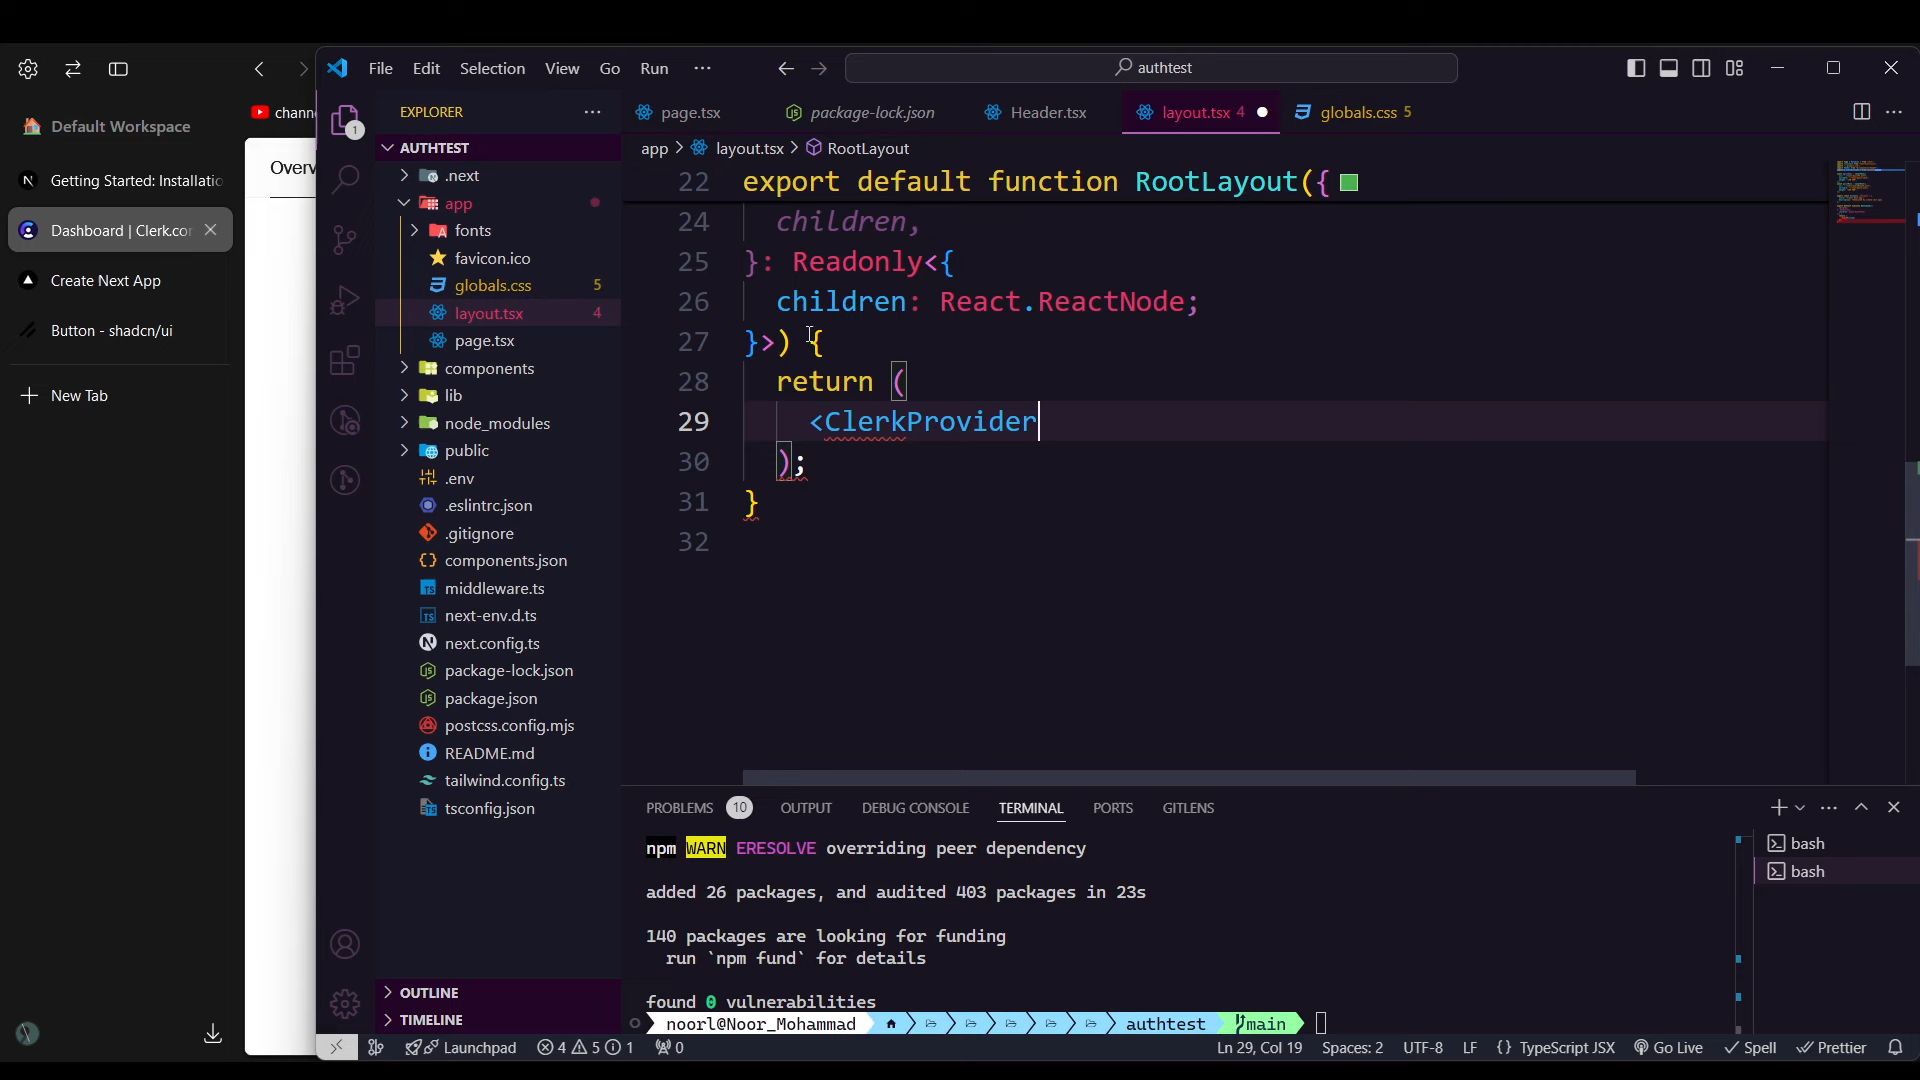 File Edit Selection View Go Run ···
authtest
Default Workspace
chann
Getting Started: Installatio
Overv
Dashboard | Clerk.cor
Create Next App
Button - shadcn/ui
New Tab
EXPLORER
AUTHTEST
.next
app
fonts
favicon.ico
globals.css 5
layout.tsx 4
page.tsx
components
lib
node_modules
public
.env
.eslintrc.json
.gitignore
components.json
middleware.ts
next-env.d.ts
next.config.ts
package-lock.json
package.json
postcss.config.mjs
README.md
tailwind.config.ts
tsconfig.json
OUTLINE
TIMELINE
1
page.tsx package-lock.json Header.tsx layout.tsx 4 globals.css 5
app > layout.tsx > RootLayout
22 export default function RootLayout({
24 children,
25 }: Readonly<{
26 children: React.ReactNode;
27 }>) {
28 return (
29 <ClerkProvider
30 );
31 }
32
PROBLEMS 10 OUTPUT DEBUG CONSOLE TERMINAL PORTS GITLENS
npm WARN ERESOLVE overriding peer dependency
added 26 packages, and audited 403 packages in 23s
140 packages are looking for funding
run `npm fund` for details
found 0 vulnerabilities
noorl@Noor_Mohammad authtest main
bash
bash
Launchpad 4 5 1 0 Ln 29, Col 19 Spaces: 2 UTF-8 LF {} TypeScript JSX Go Live Spell Prettier